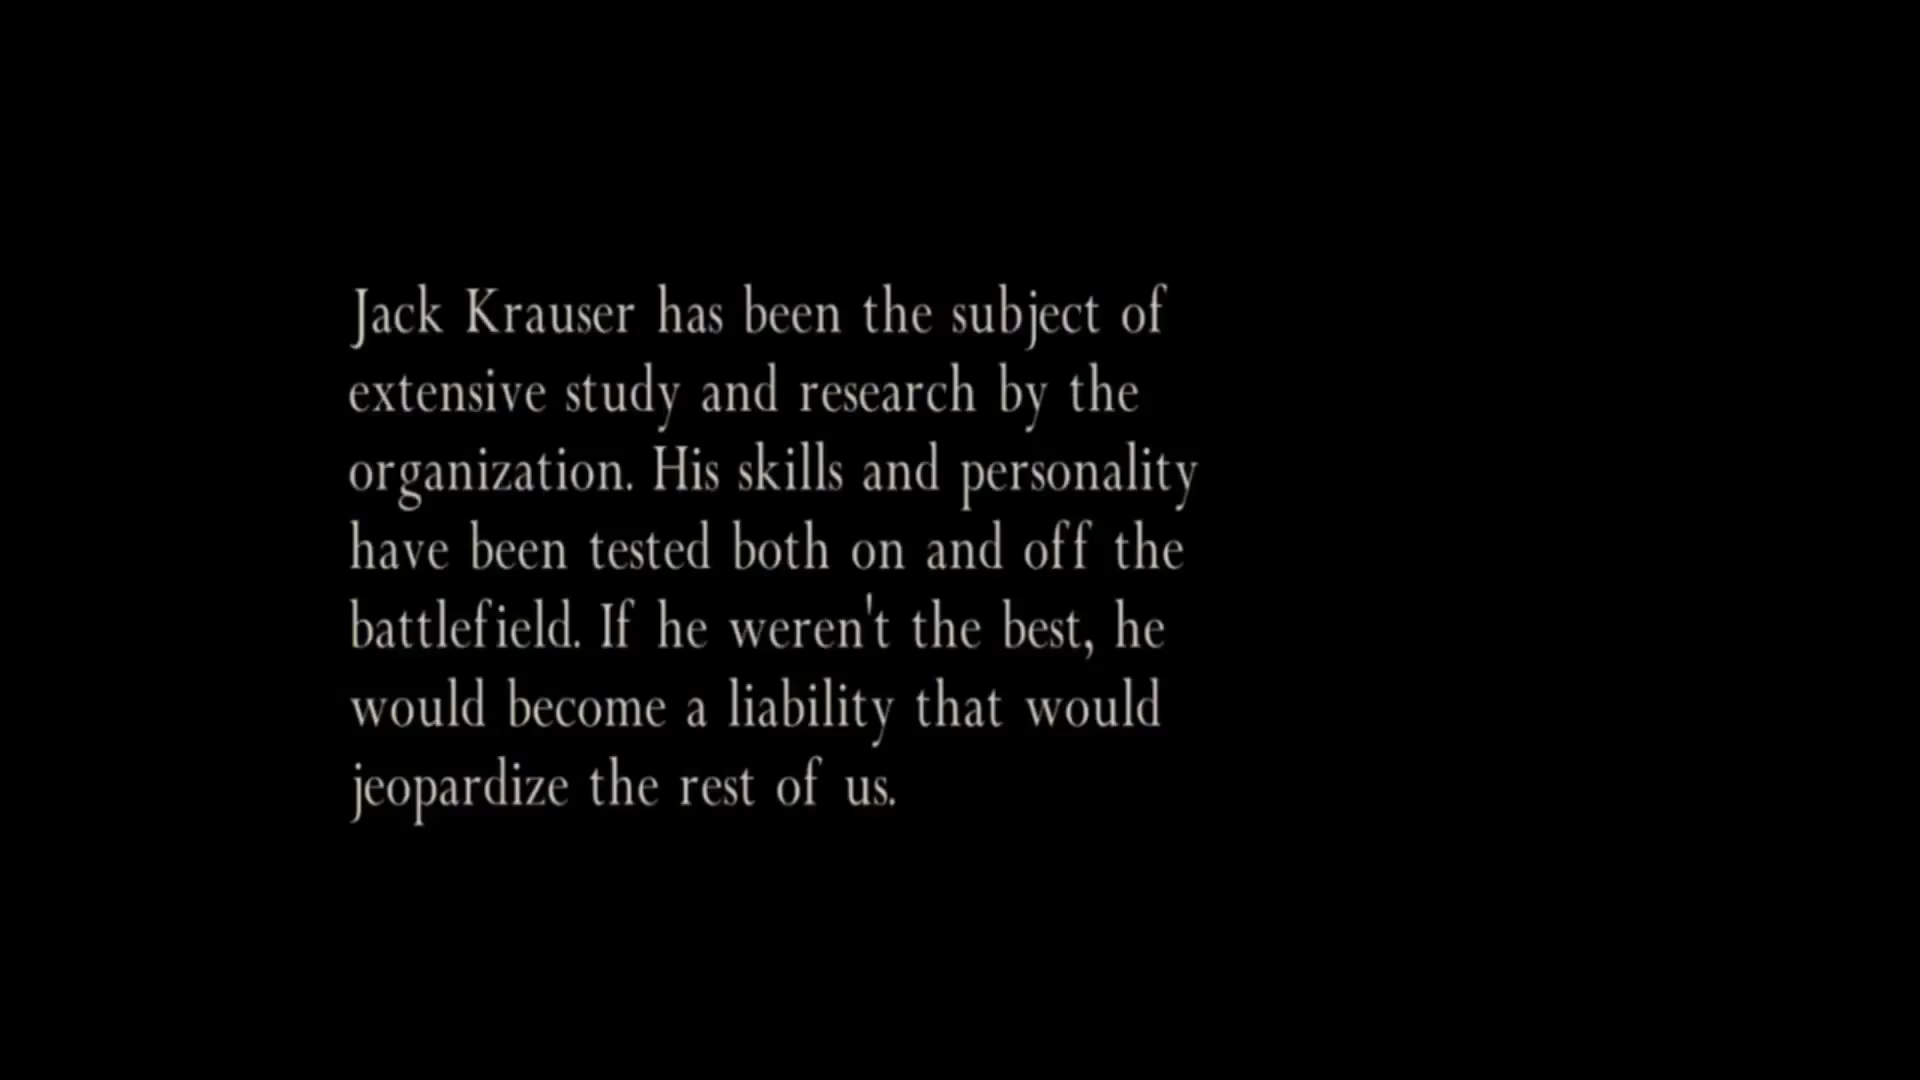 Jack Krauser has been the subject of
extensive study and research by the
organization. His skills and personality
have been tested both on and off the
battlefield. If he weren't the best, he
would become a liability that would
jeopardize the rest of us.